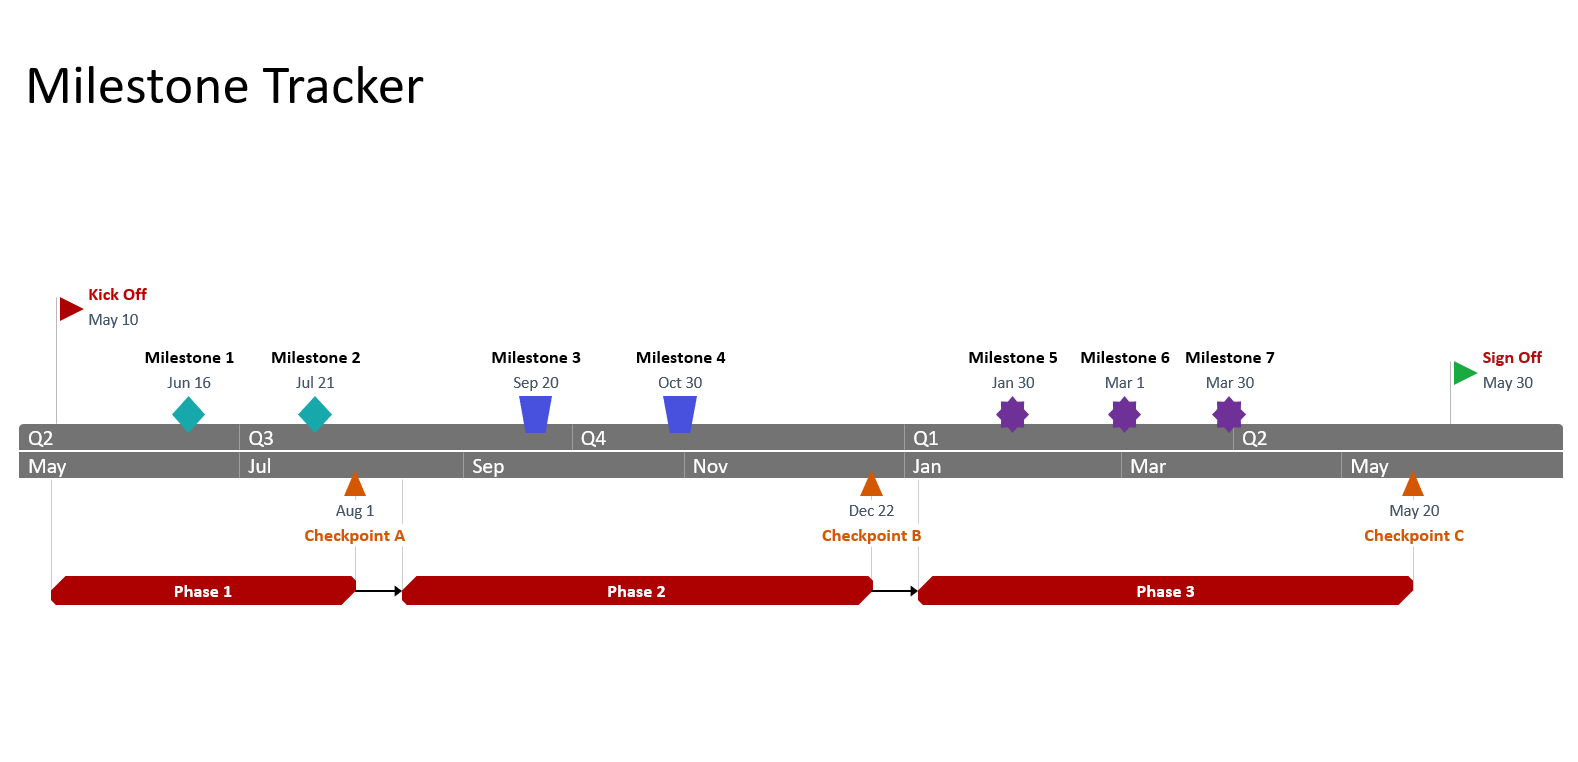 Milestone Tracker
Kick Off
May 10
Milestone 1
Jun 16
Milestone 2
Jul 21
Milestone 3
Sep 20
Milestone 4
Oct 30
Milestone 5
Jan 30
Milestone 6
Mar 1
Milestone 7
Mar 30
Sign Off
May 30
Q2 Q3 Q4 Q1 Q2
May Jul Sep Nov Jan Mar May
Aug 1
Checkpoint A
Dec 22
Checkpoint B
May 20
Checkpoint C
Phase 1
Phase 2
Phase 3